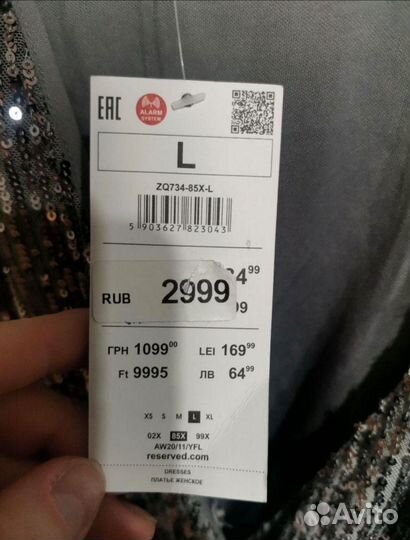 EAC
ALARM
SYSTEM
L
ZQ734-85X-L
5 903627 823043
RUB 2999
ГРН 1099⁰⁰ LEI 169⁹⁹
Ft 9995 ЛВ 64⁹⁹
XS S M L XL
02X 85X 99X
AW20/11/YFL
reserved.com
DRESSES
ПЛАТЬЕ ЖЕНСКОЕ
Avito